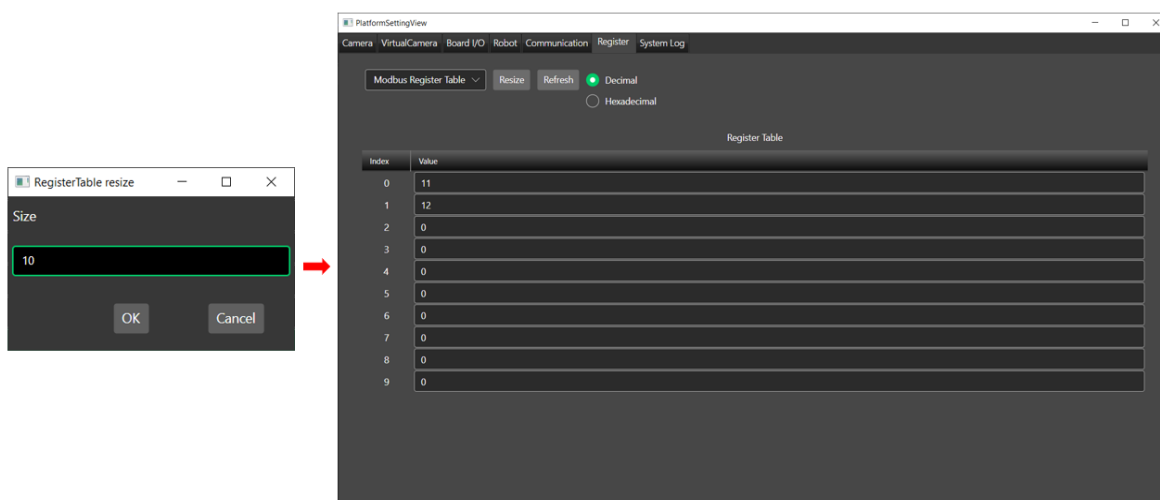 RegisterTable resize
Size
10
OK Cancel
PlatformSettingView
Camera VirtualCamera Board I/O Robot Communication Register System Log
Modbus Register Table Resize Refresh Decimal
Hexadecimal
Register Table
Index Value
0 11
1 12
2 0
3 0
4 0
5 0
6 0
7 0
8 0
9 0